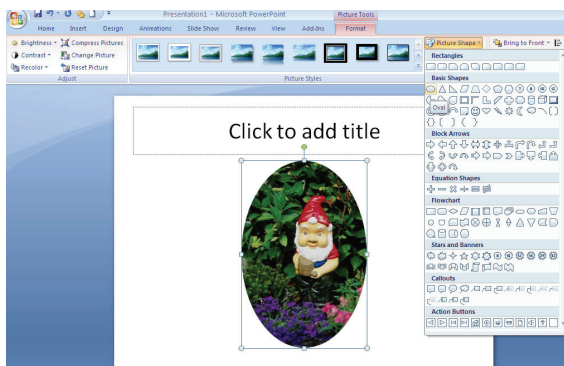 Presentation1 - Microsoft PowerPoint
Picture Tools
Home Insert Design Animations Slide Show Review View Add-Ins Format
Brightness Compress Pictures
Contrast Change Picture
Recolor Reset Picture
Adjust
Picture Styles
Picture Shape
Bring to Front
Rectangles
Basic Shapes
Oval
Block Arrows
Equation Shapes
Flowchart
Stars and Banners
Callouts
Action Buttons
Click to add title